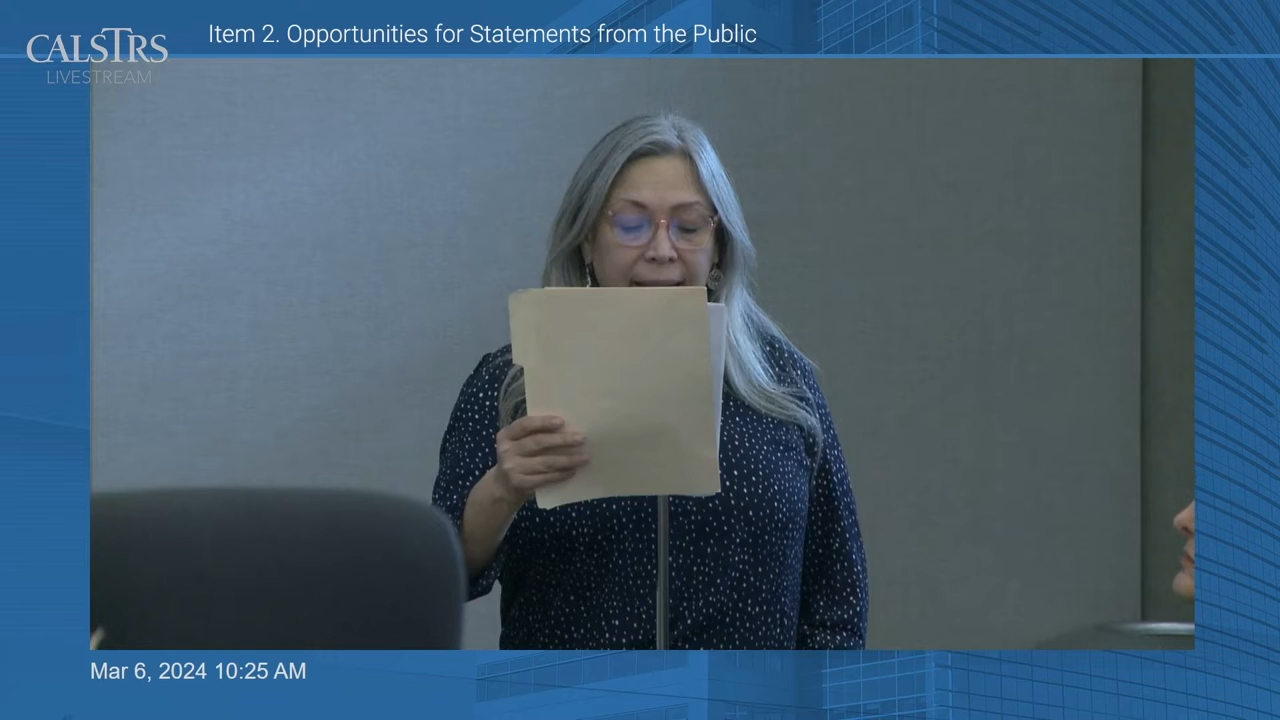 Item 2. Opportunities for Statements from the Public
CALSTRS
LIVESTREAM
Mar 6, 2024 10:25 AM